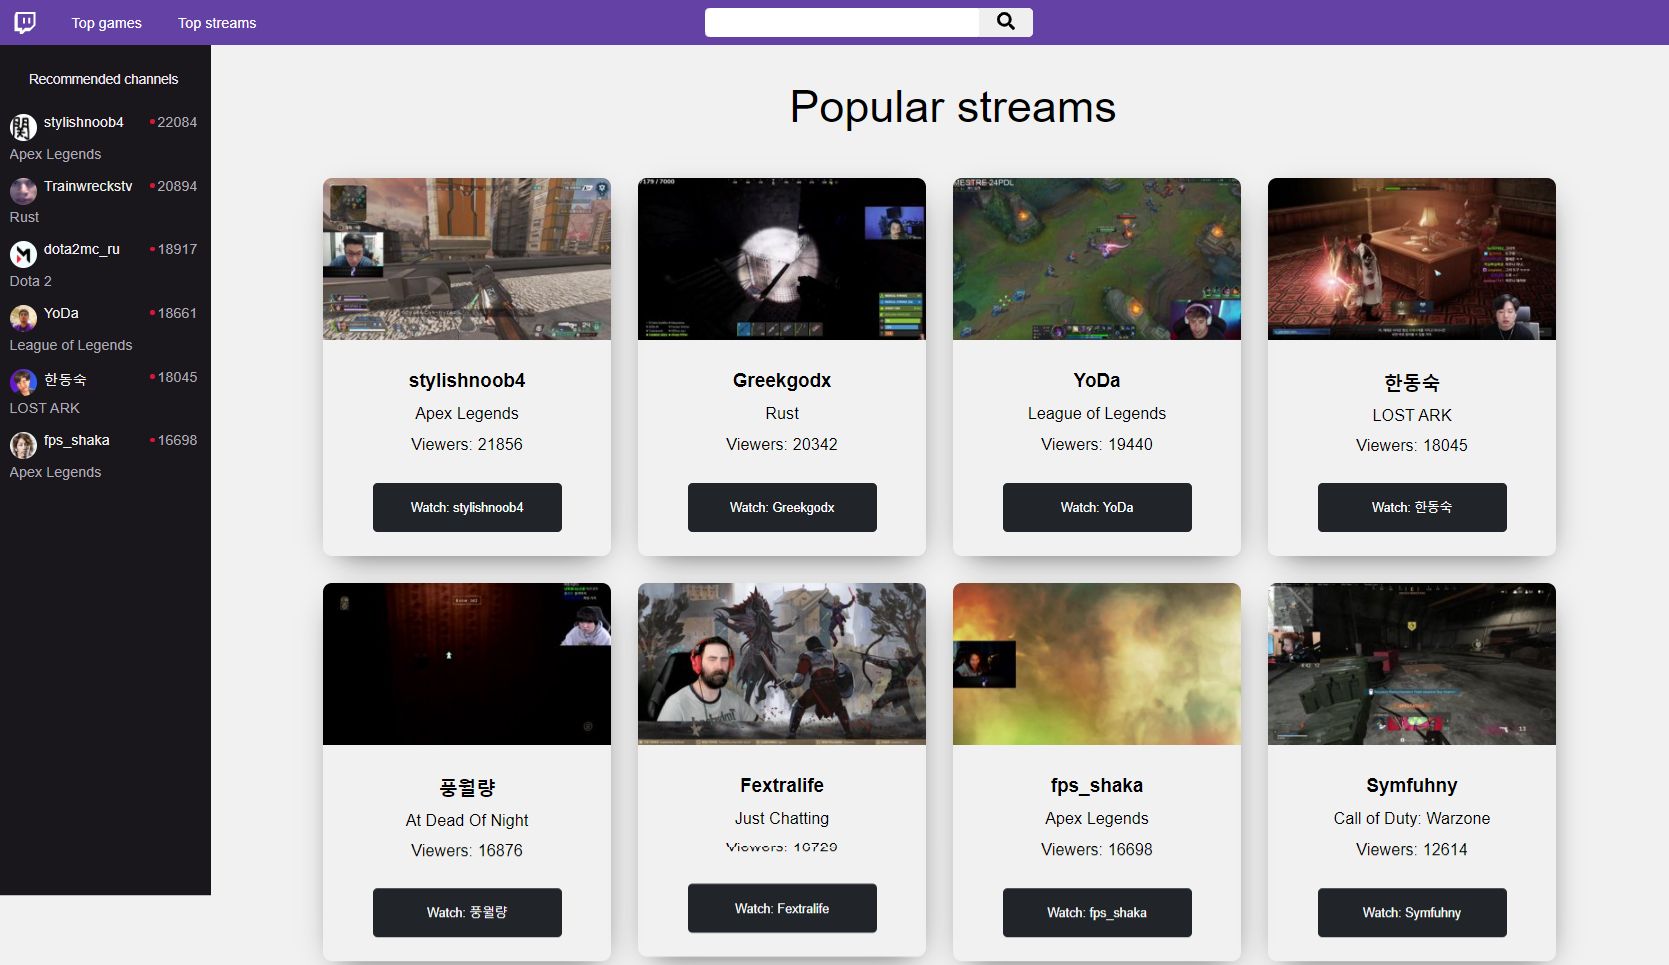 Top games
Top streams
Recommended channels
stylishnoob4 22084
Apex Legends
Trainwreckstv 20894
Rust
dota2mc_ru 18917
Dota 2
YoDa 18661
League of Legends
한동숙 18045
LOST ARK
fps_shaka 16698
Apex Legends
Popular streams
stylishnoob4
Apex Legends
Viewers: 21856
Watch: stylishnoob4
179 / 7000
Greekgodx
Rust
Viewers: 20342
Watch: Greekgodx
MESTRE 24PDL
YoDa
League of Legends
Viewers: 19440
Watch: YoDa
한동숙
LOST ARK
Viewers: 18045
Watch: 한동숙
풍월량
At Dead Of Night
Viewers: 16876
Watch: 풍월량
Fextralife
Just Chatting
Viewers: 16720
Watch: Fextralife
fps_shaka
Apex Legends
Viewers: 16698
Watch: fps_shaka
Symfuhny
Call of Duty: Warzone
Viewers: 12614
Watch: Symfuhny